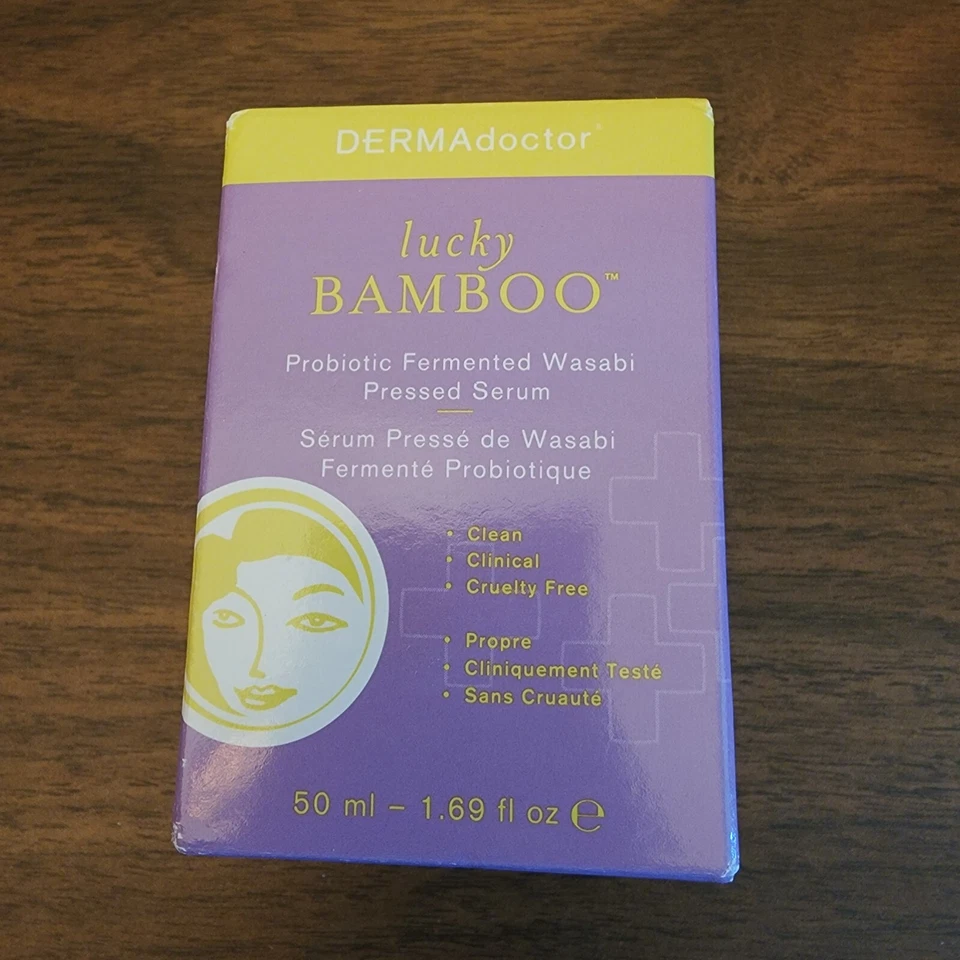 DERMAdoctor®
lucky
BAMBOO™
Probiotic Fermented Wasabi
Pressed Serum
Sérum Pressé de Wasabi
Fermenté Probiotique
• Clean
• Clinical
• Cruelty Free
• Propre
• Cliniquement Testé
• Sans Cruauté
50 ml – 1.69 fl oz ℮